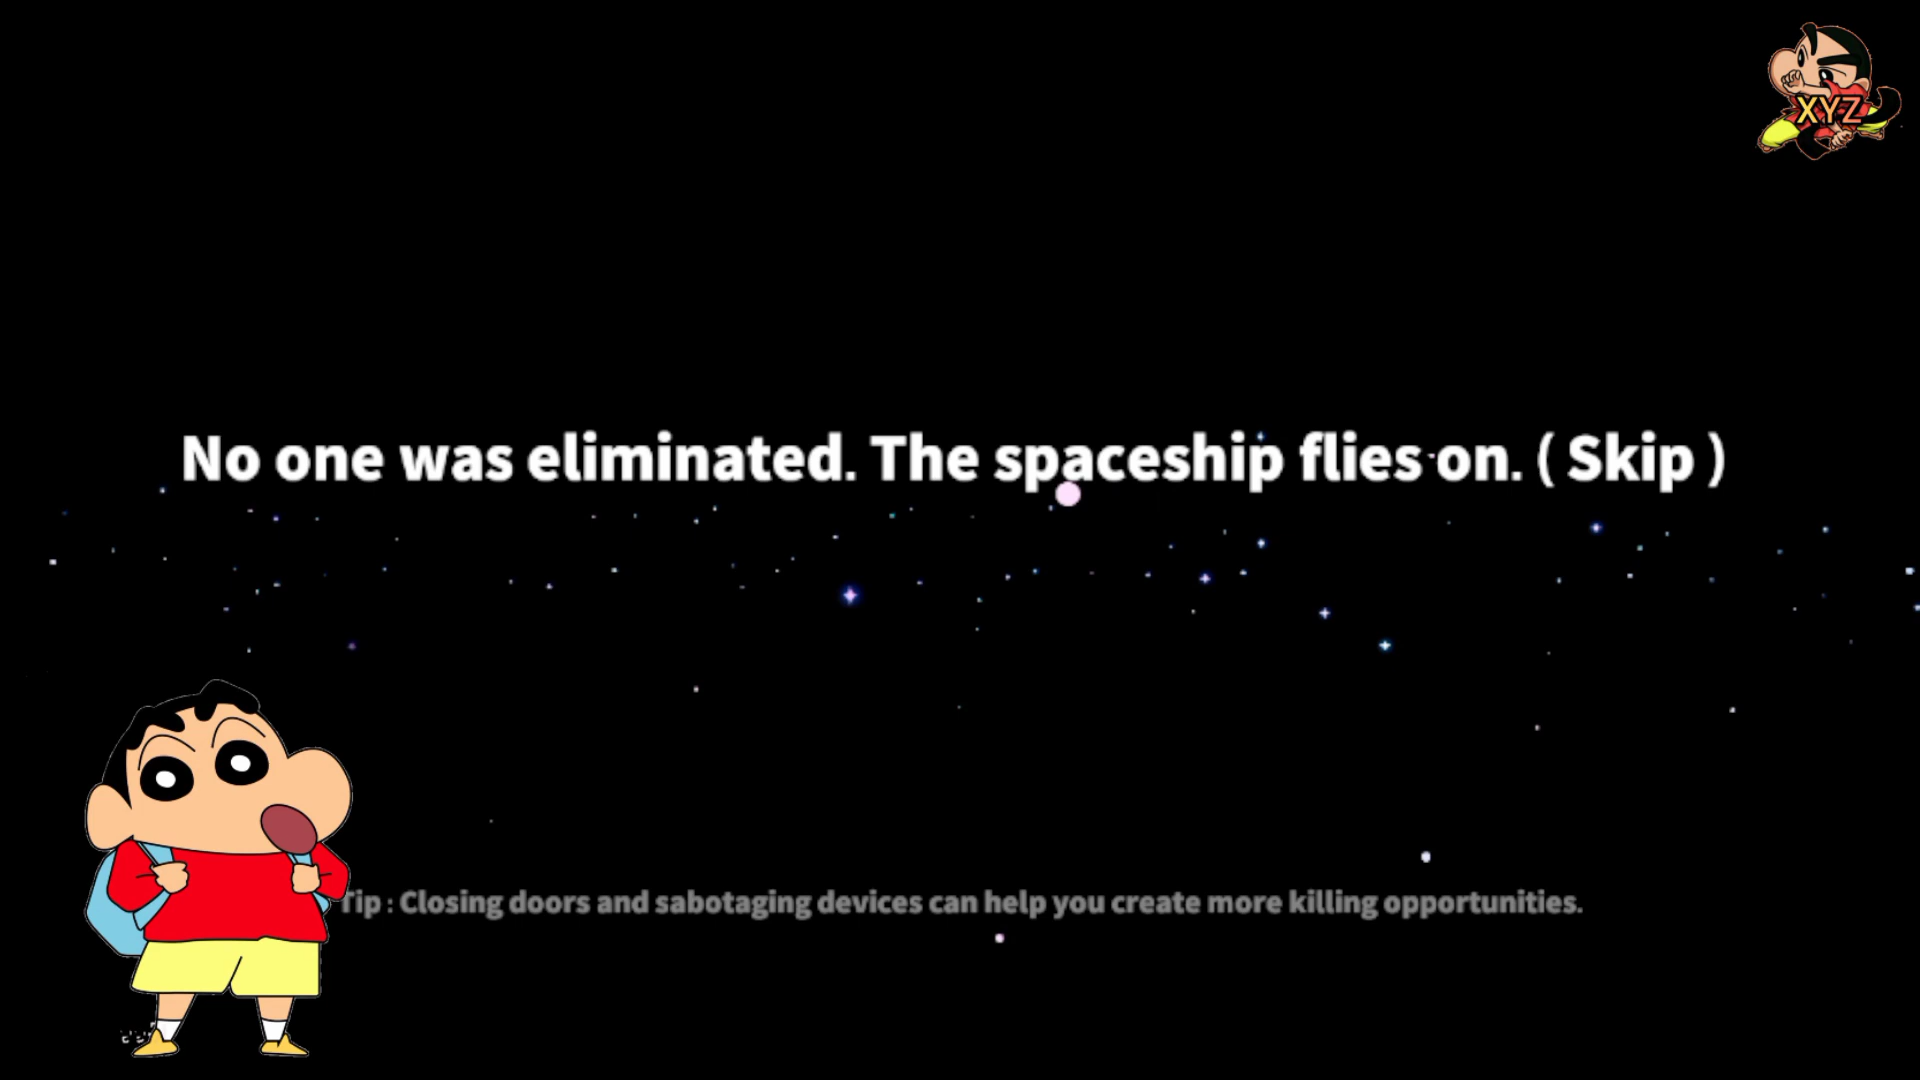 XYZ
No one was eliminated. The spaceship flies on. ( Skip )
Tip : Closing doors and sabotaging devices can help you create more killing opportunities.